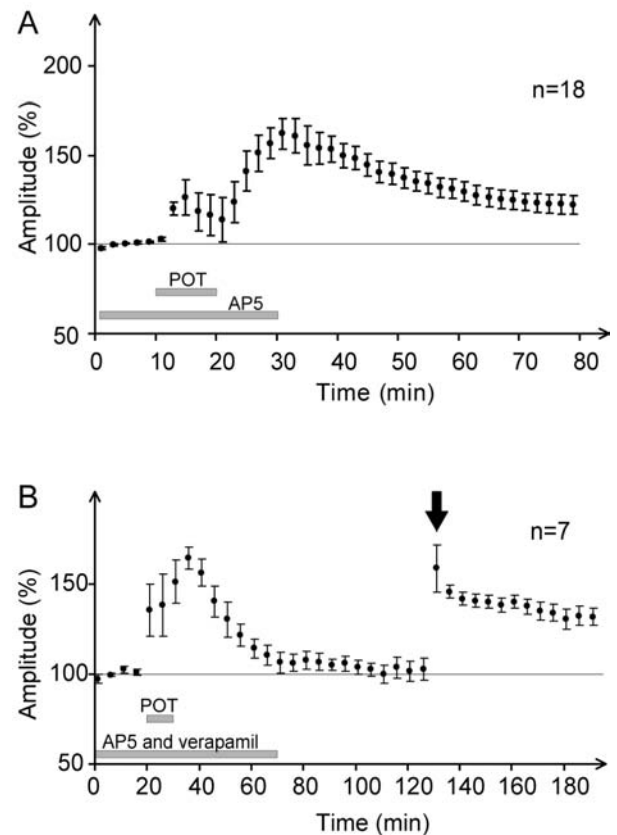 A
Amplitude (%)
200
150
100
50
n=18
POT
AP5
0 10 20 30 40 50 60 70 80
Time (min)
B
Amplitude (%)
150
100
50
n=7
POT
AP5 and verapamil
0 20 40 60 80 100 120 140 160 180
Time (min)